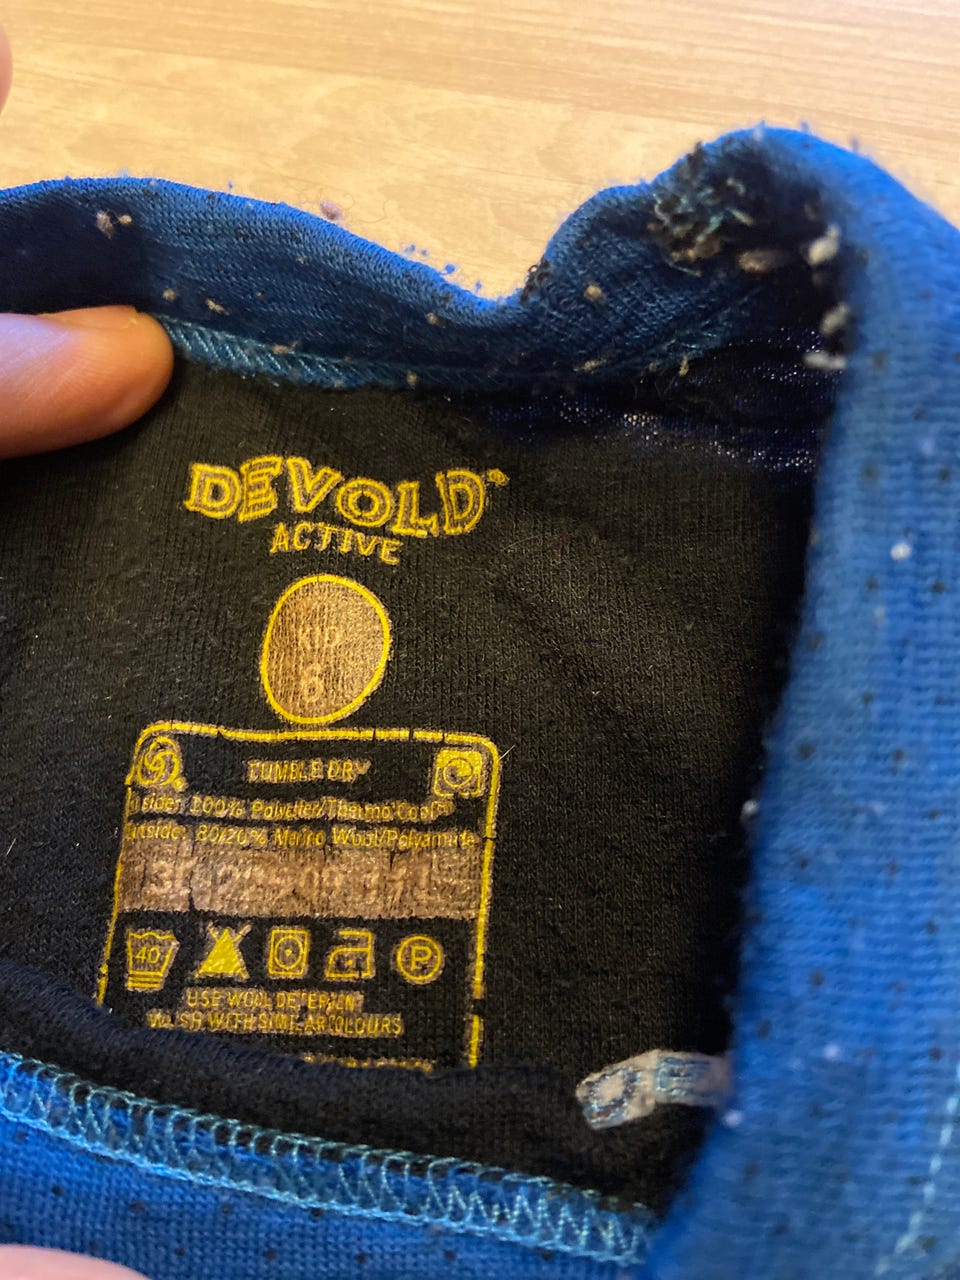 DEVOLD®
ACTIVE
KID
8
TUMBLE DRY
Inside: 100% Polyester/Thermo°Cool®
Outside: 80/20% Merino Wool/Polyamide
40
P
USE WOOL DETERGENT
WASH WITH SIMILAR COLOURS